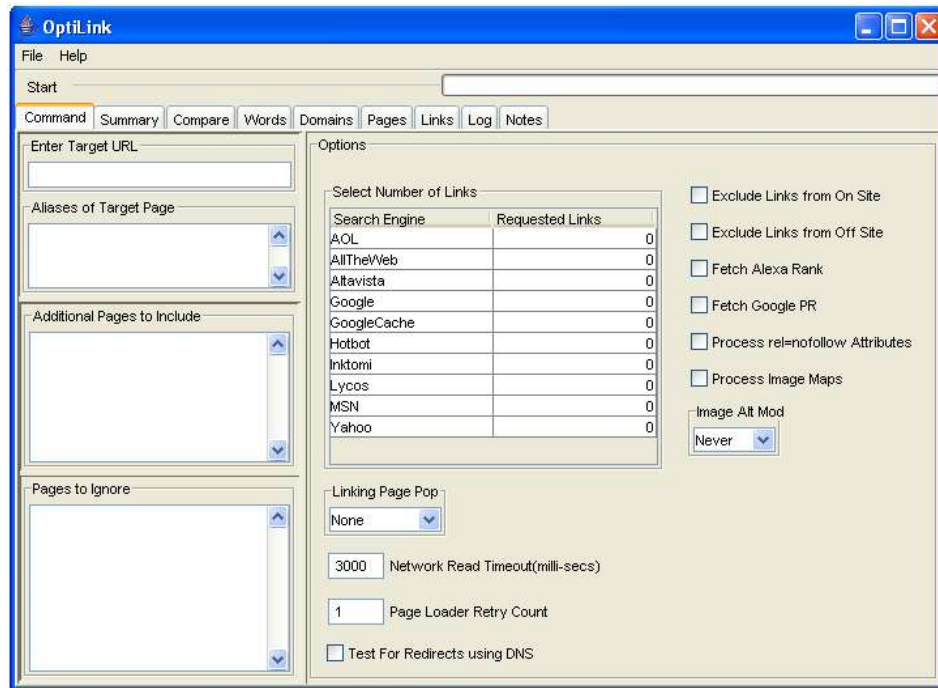 OptiLink
File Help
Start
Command Summary Compare Words Domains Pages Links Log Notes
Enter Target URL
Aliases of Target Page
Additional Pages to Include
Pages to Ignore
Options
Select Number of Links
Search Engine Requested Links
AOL 0
AllTheWeb 0
Altavista 0
Google 0
GoogleCache 0
Hotbot 0
Inktomi 0
Lycos 0
MSN 0
Yahoo 0
Linking Page Pop
None
3000 Network Read Timeout(milli-secs)
1 Page Loader Retry Count
Test For Redirects using DNS
Exclude Links from On Site
Exclude Links from Off Site
Fetch Alexa Rank
Fetch Google PR
Process rel=nofollow Attributes
Process Image Maps
Image Alt Mod
Never